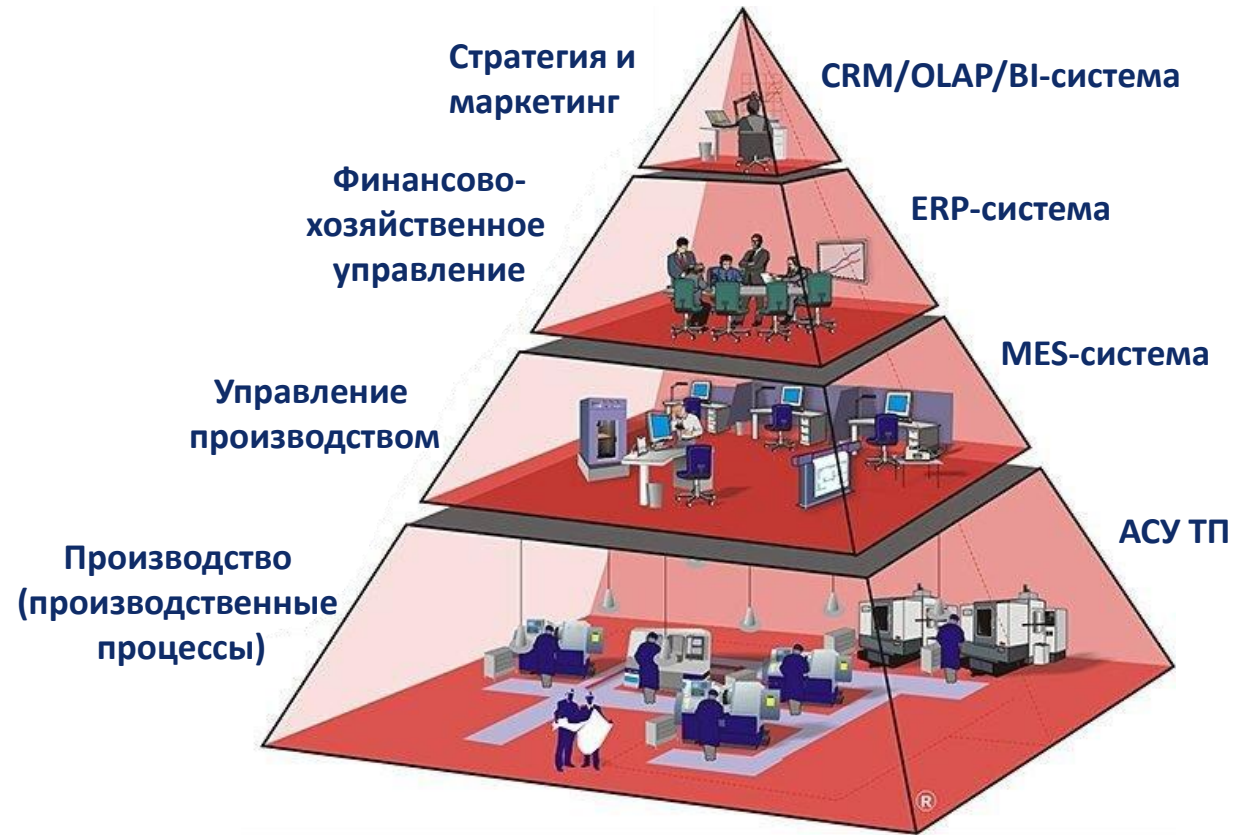 Стратегия и
маркетинг
CRM/OLAP/BI-система
Финансово-
хозяйственное
управление
ERP-система
Управление
производством
MES-система
Производство
(производственные
процессы)
АСУ ТП
®